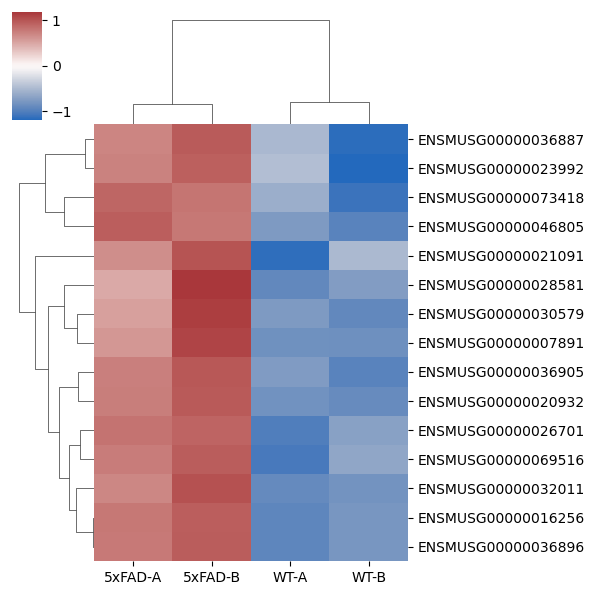 1
0
−1
ENSMUSG00000036887
ENSMUSG00000023992
ENSMUSG00000073418
ENSMUSG00000046805
ENSMUSG00000021091
ENSMUSG00000028581
ENSMUSG00000030579
ENSMUSG00000007891
ENSMUSG00000036905
ENSMUSG00000020932
ENSMUSG00000026701
ENSMUSG00000069516
ENSMUSG00000032011
ENSMUSG00000016256
ENSMUSG00000036896
5xFAD-A 5xFAD-B WT-A WT-B